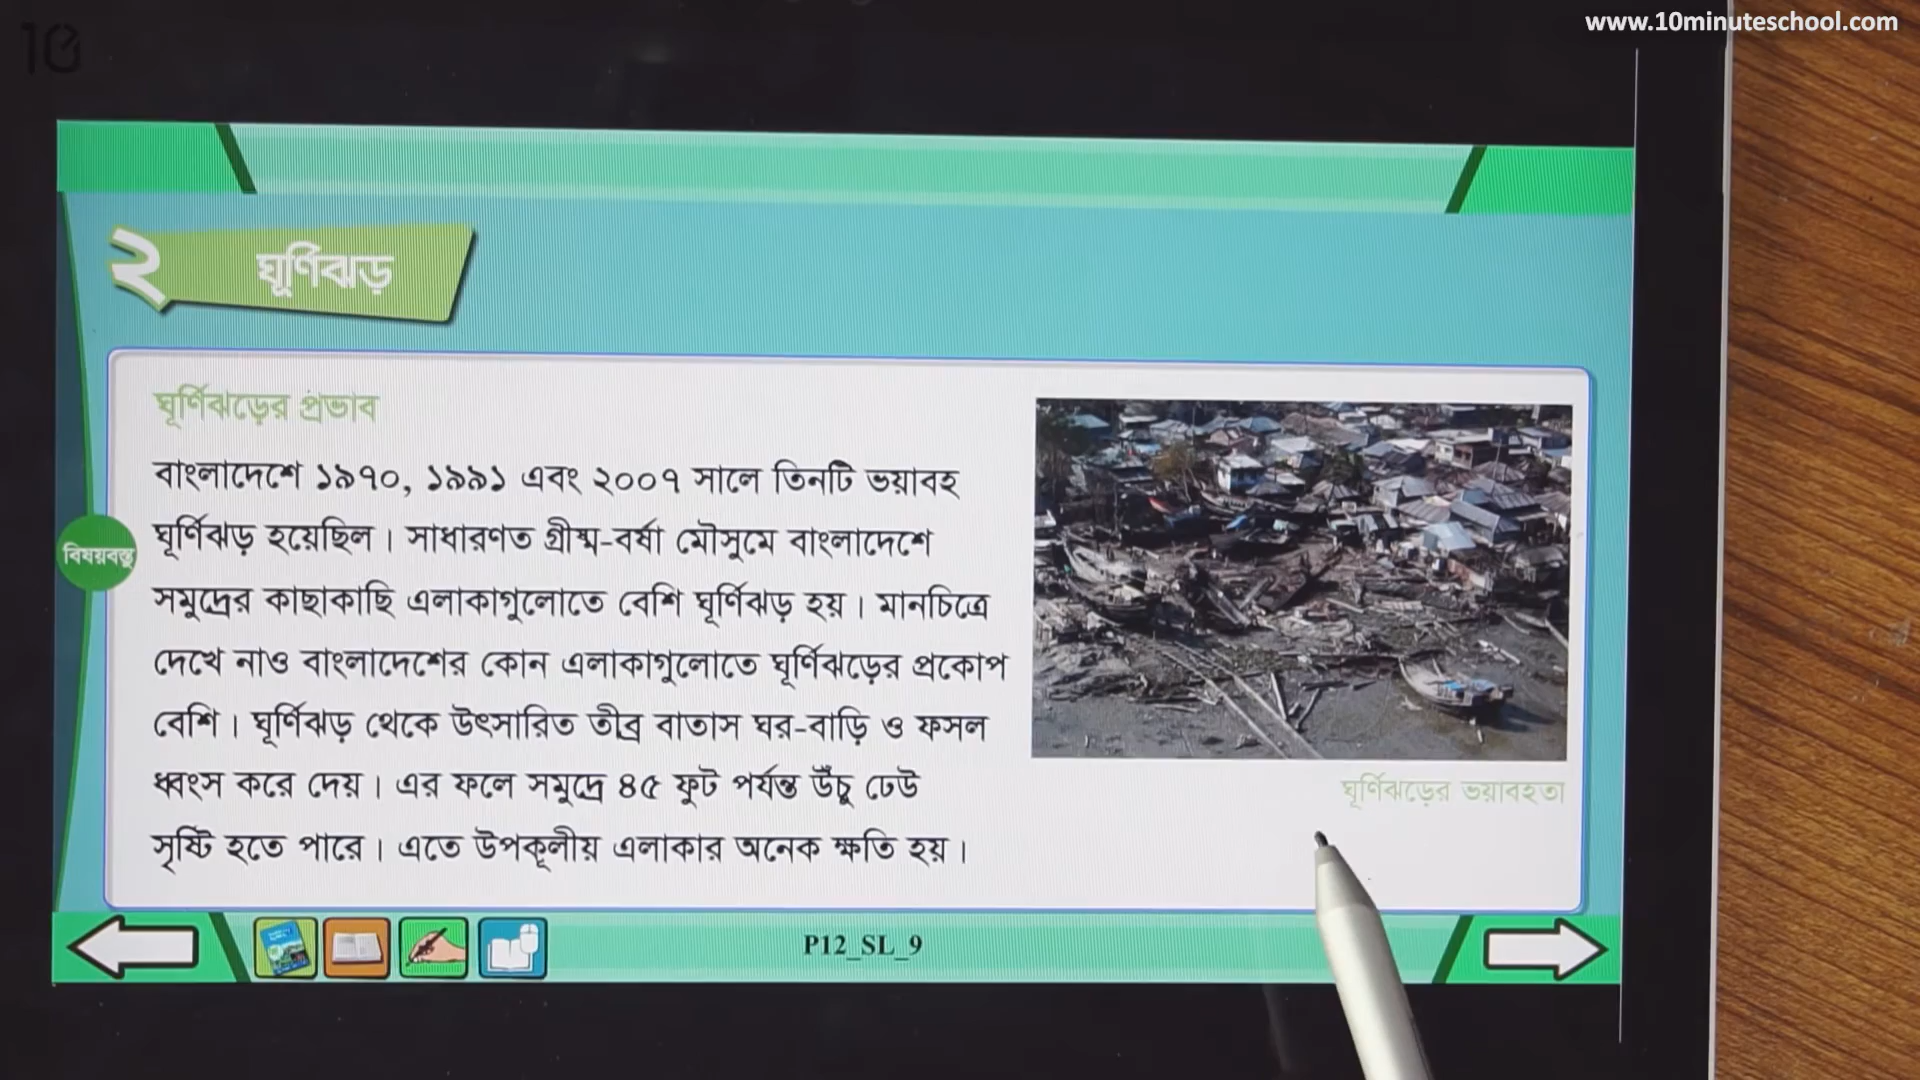 10
www.10minuteschool.com
২ ঘূর্ণিঝড়
ঘূর্ণিঝড়ের প্রভাব
বাংলাদেশে ১৯৭০, ১৯৯১ এবং ২০০৭ সালে তিনটি ভয়াবহ
ঘূর্ণিঝড় হয়েছিল। সাধারণত গ্রীষ্ম-বর্ষা মৌসুমে বাংলাদেশে
সমুদ্রের কাছাকাছি এলাকাগুলোতে বেশি ঘূর্ণিঝড় হয়। মানচিত্রে
দেখে নাও বাংলাদেশের কোন এলাকাগুলোতে ঘূর্ণিঝড়ের প্রকোপ
বেশি। ঘূর্ণিঝড় থেকে উৎসারিত তীব্র বাতাস ঘর-বাড়ি ও ফসল
ধ্বংস করে দেয়। এর ফলে সমুদ্রে ৪৫ ফুট পর্যন্ত উঁচু ঢেউ
সৃষ্টি হতে পারে। এতে উপকূলীয় এলাকার অনেক ক্ষতি হয়।
বিষয়বস্তু
ঘূর্ণিঝড়ের ভয়াবহতা
P12_SL_9